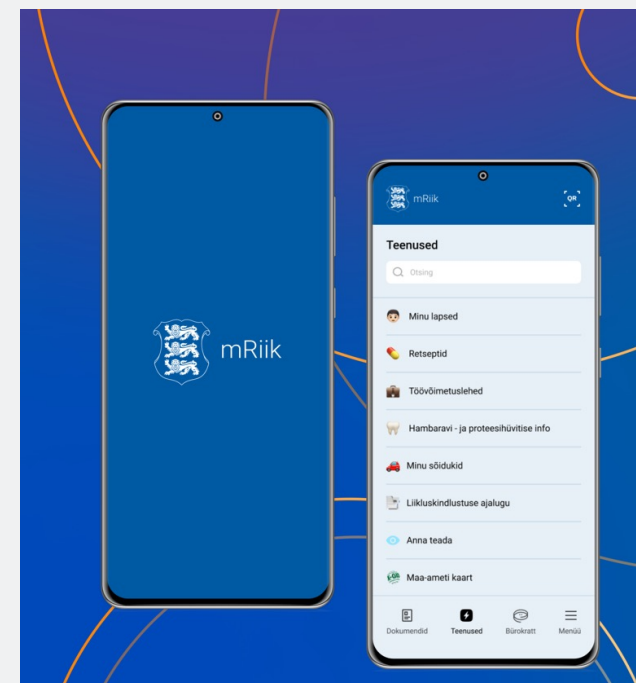 mRiik
mRiik
QR
Teenused
Otsing
Minu lapsed
Retseptid
Töövõimetuslehed
Hambaravi - ja proteesihüvitise info
Minu sõidukid
Liikluskindlustuse ajalugu
Anna teada
Maa-ameti kaart
Dokumendid
Teenused
Bürokratt
Menüü